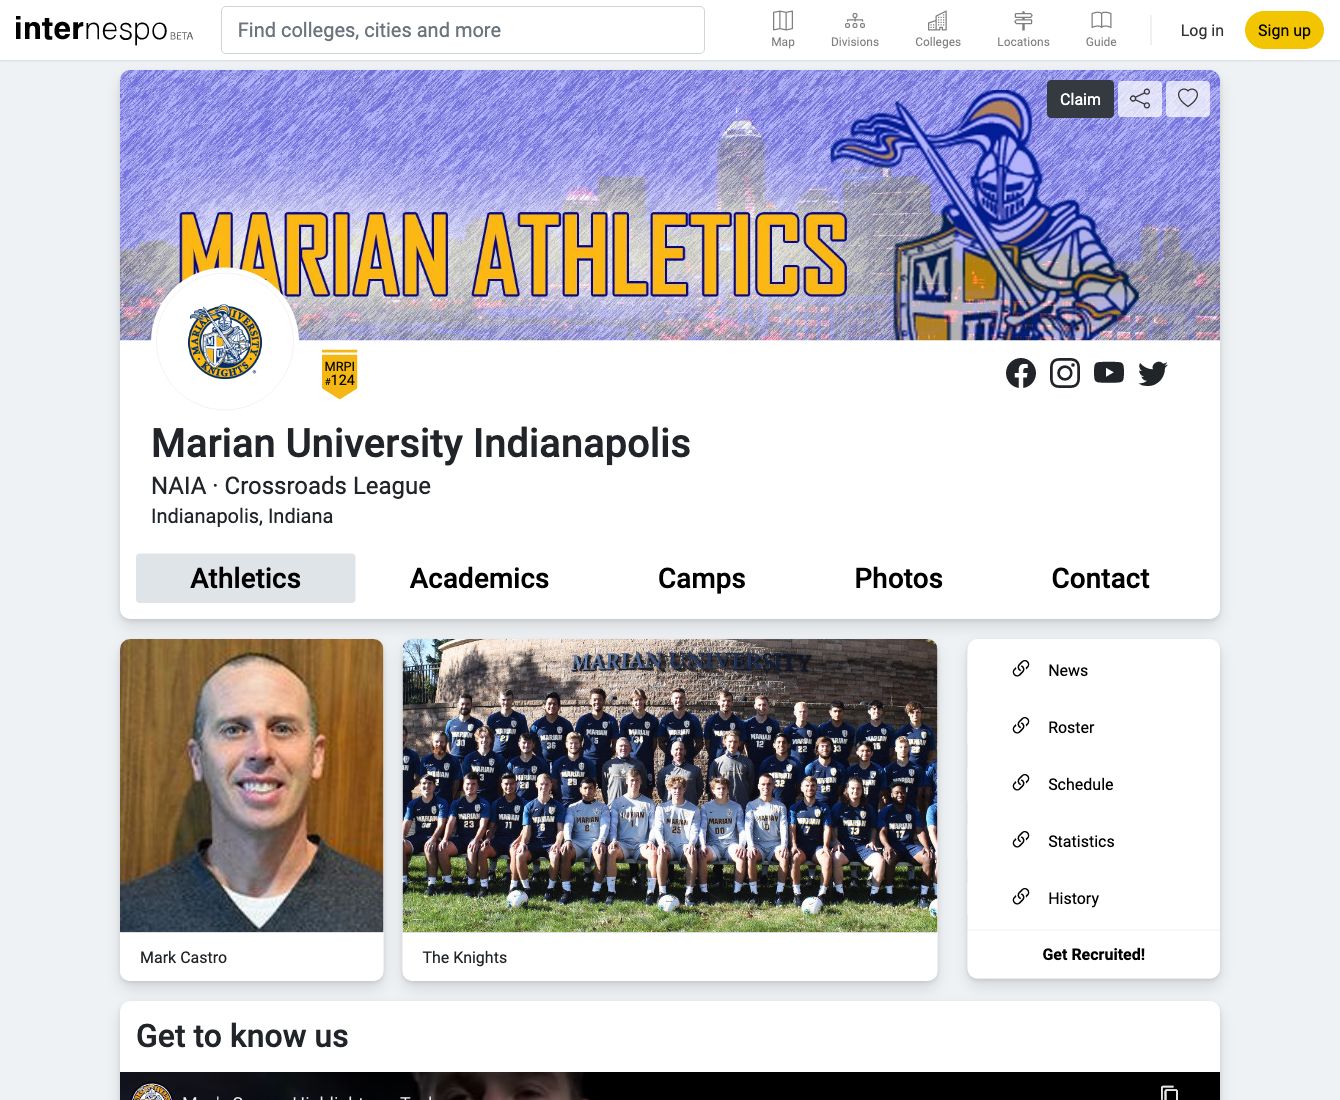 internespo BETA
Find colleges, cities and more
Map
Divisions
Colleges
Locations
Guide
Log in
Sign up
Claim
MARIAN ATHLETICS
M
MARIAN UNIVERSITY
KNIGHTS
MRPI
#124
Marian University Indianapolis
NAIA · Crossroads League
Indianapolis, Indiana
Athletics
Academics
Camps
Photos
Contact
MARIAN UNIVERSITY
Mark Castro
The Knights
News
Roster
Schedule
Statistics
History
Get Recruited!
Get to know us